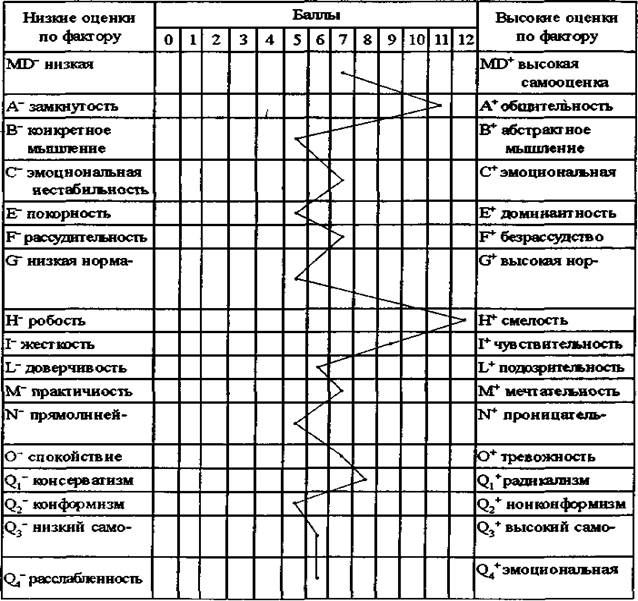 Низкие оценки
по фактору
Баллы
Высокие оценки
по фактору
0 1 2 3 4 5 6 7 8 9 10 11 12
MD⁻ низкая
MD⁺ высокая
самооценка
A⁻ замкнутость
A⁺ общительность
B⁻ конкретное
мышление
B⁺ абстрактное
мышление
C⁻ эмоциональная
нестабильность
C⁺ эмоциональная
E⁻ покорность
E⁺ доминантность
F⁻ рассудительность
F⁺ безрассудство
G⁻ низкая норма-
G⁺ высокая нор-
H⁻ робость
H⁺ смелость
I⁻ жесткость
I⁺ чувствительность
L⁻ доверчивость
L⁺ подозрительность
M⁻ практичность
M⁺ мечтательность
N⁻ прямолиней-
N⁺ проницатель-
O⁻ спокойствие
O⁺ тревожность
Q₁⁻ консерватизм
Q₁⁺ радикализм
Q₂⁻ конформизм
Q₂⁺ нонконформизм
Q₃⁻ низкий само-
Q₃⁺ высокий само-
Q₄⁻ расслабленность
Q₄⁺ эмоциональная